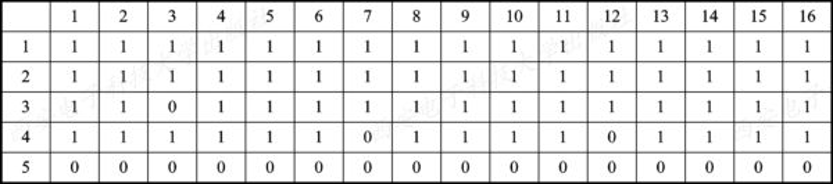 1 2 3 4 5 6 7 8 9 10 11 12 13 14 15 16
1 1 1 1 1 1 1 1 1 1 1 1 1 1 1 1 1
2 1 1 1 1 1 1 1 1 1 1 1 1 1 1 1 1
3 1 1 0 1 1 1 1 1 1 1 1 1 1 1 1 1
4 1 1 1 1 1 1 0 1 1 1 1 0 1 1 1 1
5 0 0 0 0 0 0 0 0 0 0 0 0 0 0 0 0